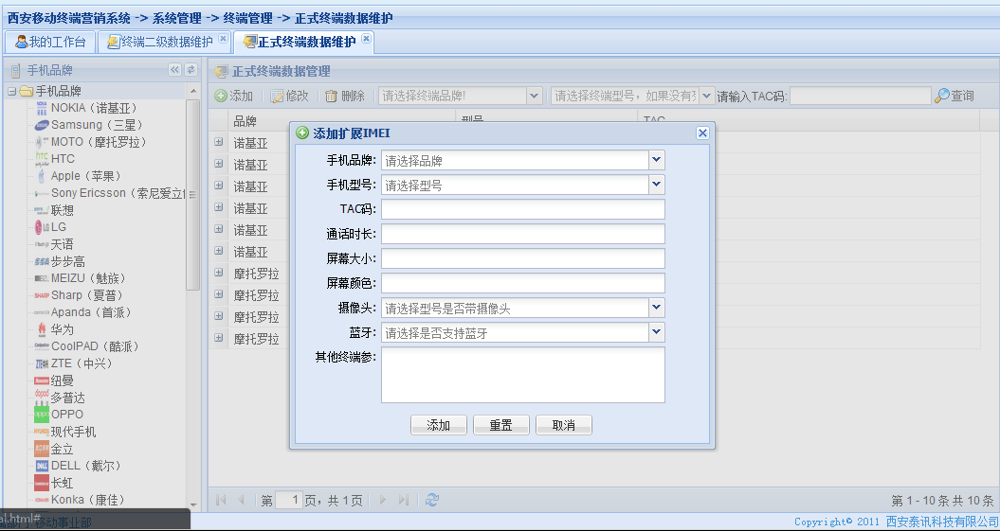 西安移动终端营销系统 -> 系统管理 -> 终端管理 -> 正式终端数据维护
我的工作台 终端二级数据维护 正式终端数据维护
手机品牌
手机品牌
NOKIA（诺基亚）
Samsung（三星）
MOTO（摩托罗拉）
HTC
Apple（苹果）
Sony Ericsson（索尼爱立
联想
LG
天语
步步高
MEIZU（魅族）
Sharp（夏普）
Apanda（首派）
华为
CoolPAD（酷派）
ZTE（中兴）
纽曼
多普达
OPPO
现代手机
金立
DELL（戴尔）
长虹
Konka（康佳）
正式终端数据管理
添加 修改 删除 请选择终端品牌! 请选择终端型号，如果没有 请输入TAC码: 查询
品牌 型号 TAC
诺基亚
诺基亚
诺基亚
诺基亚
诺基亚
诺基亚
摩托罗拉
摩托罗拉
摩托罗拉
摩托罗拉
添加扩展IMEI
手机品牌: 请选择品牌
手机型号: 请选择型号
TAC码:
通话时长:
屏幕大小:
屏幕颜色:
摄像头: 请选择型号是否带摄像头
蓝牙: 请选择是否支持蓝牙
其他终端参:
添加 重置 取消
第 1 页，共 1 页
第 1 - 10 条 共 10 条
al.html#
移动事业部
Copyright© 2011 西安泰讯科技有限公司